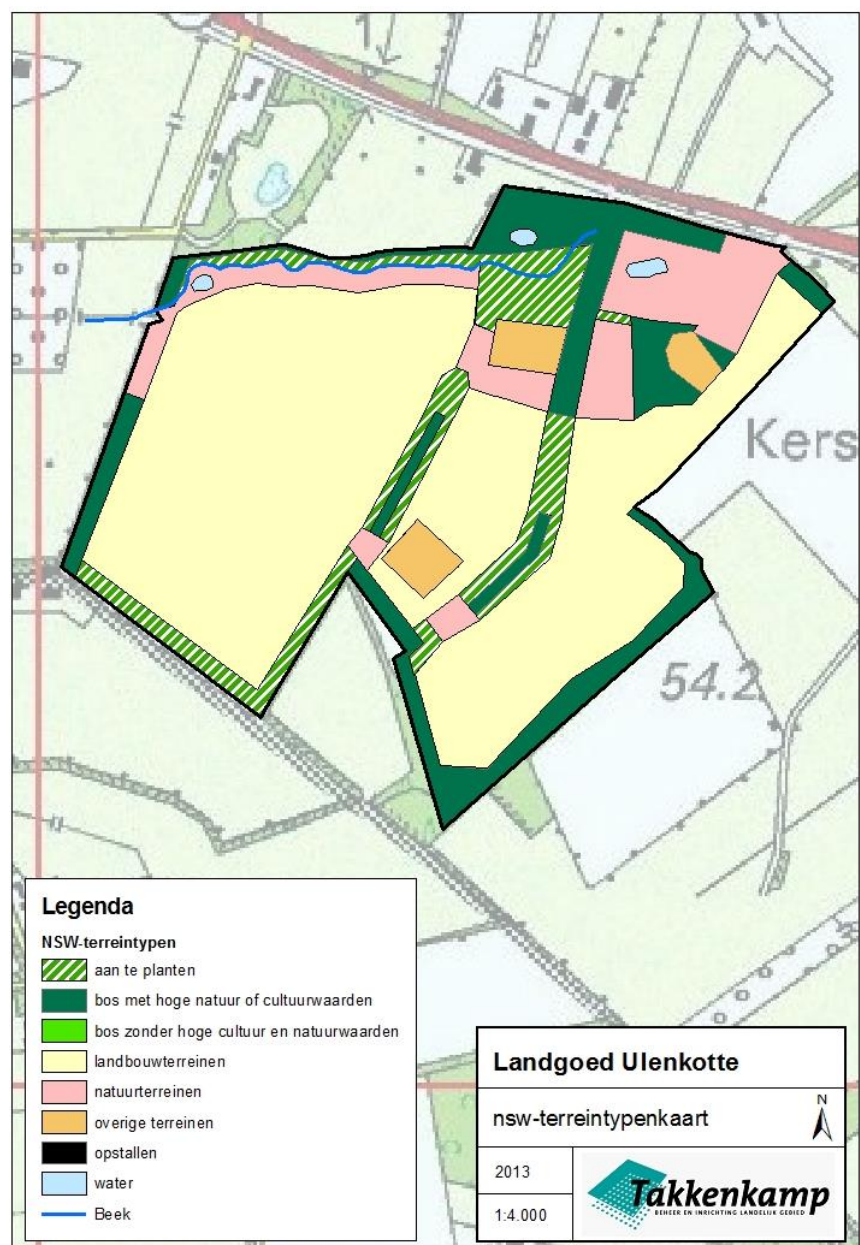 Kers
54.2
Legenda
NSW-terreintypen
aan te planten
bos met hoge natuur of cultuurwaarden
bos zonder hoge cultuur en natuurwaarden
landbouwterreinen
natuurterreinen
overige terreinen
opstallen
water
Beek
Landgoed Ulenkotte
nsw-terreintypenkaart
N
2013
1:4.000
Takkenkamp
BEHEER EN INRICHTING LANDELIJK GEBIED